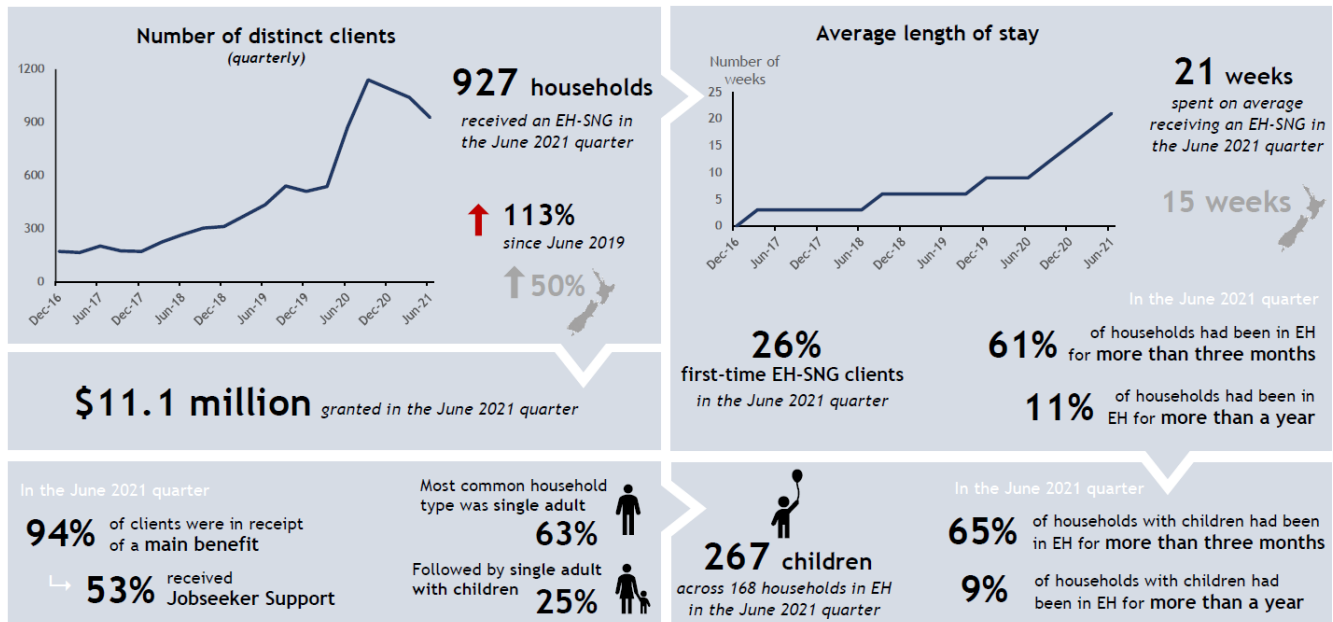 Number of distinct clients
(quarterly)
1200
900
600
300
0
Dec-16
Jun-17
Dec-17
Jun-18
Dec-18
Jun-19
Dec-19
Jun-20
Dec-20
Jun-21
927 households
received an EH-SNG in
the June 2021 quarter
113%
since June 2019
50%
$11.1 million granted in the June 2021 quarter
Average length of stay
Number of
weeks
25
20
15
10
5
0
Dec-16
Jun-17
Dec-17
Jun-18
Dec-18
Jun-19
Dec-19
Jun-20
Dec-20
Jun-21
21 weeks
spent on average
receiving an EH-SNG in
the June 2021 quarter
15 weeks
26%
first-time EH-SNG clients
in the June 2021 quarter
In the June 2021 quarter
61% of households had been in EH
for more than three months
11% of households had been in
EH for more than a year
In the June 2021 quarter
94% of clients were in receipt
of a main benefit
53% received
Jobseeker Support
Most common household
type was single adult
63%
Followed by single adult
with children 25%
267 children
across 168 households in EH
in the June 2021 quarter
In the June 2021 quarter
65% of households with children had been
in EH for more than three months
9% of households with children had
been in EH for more than a year